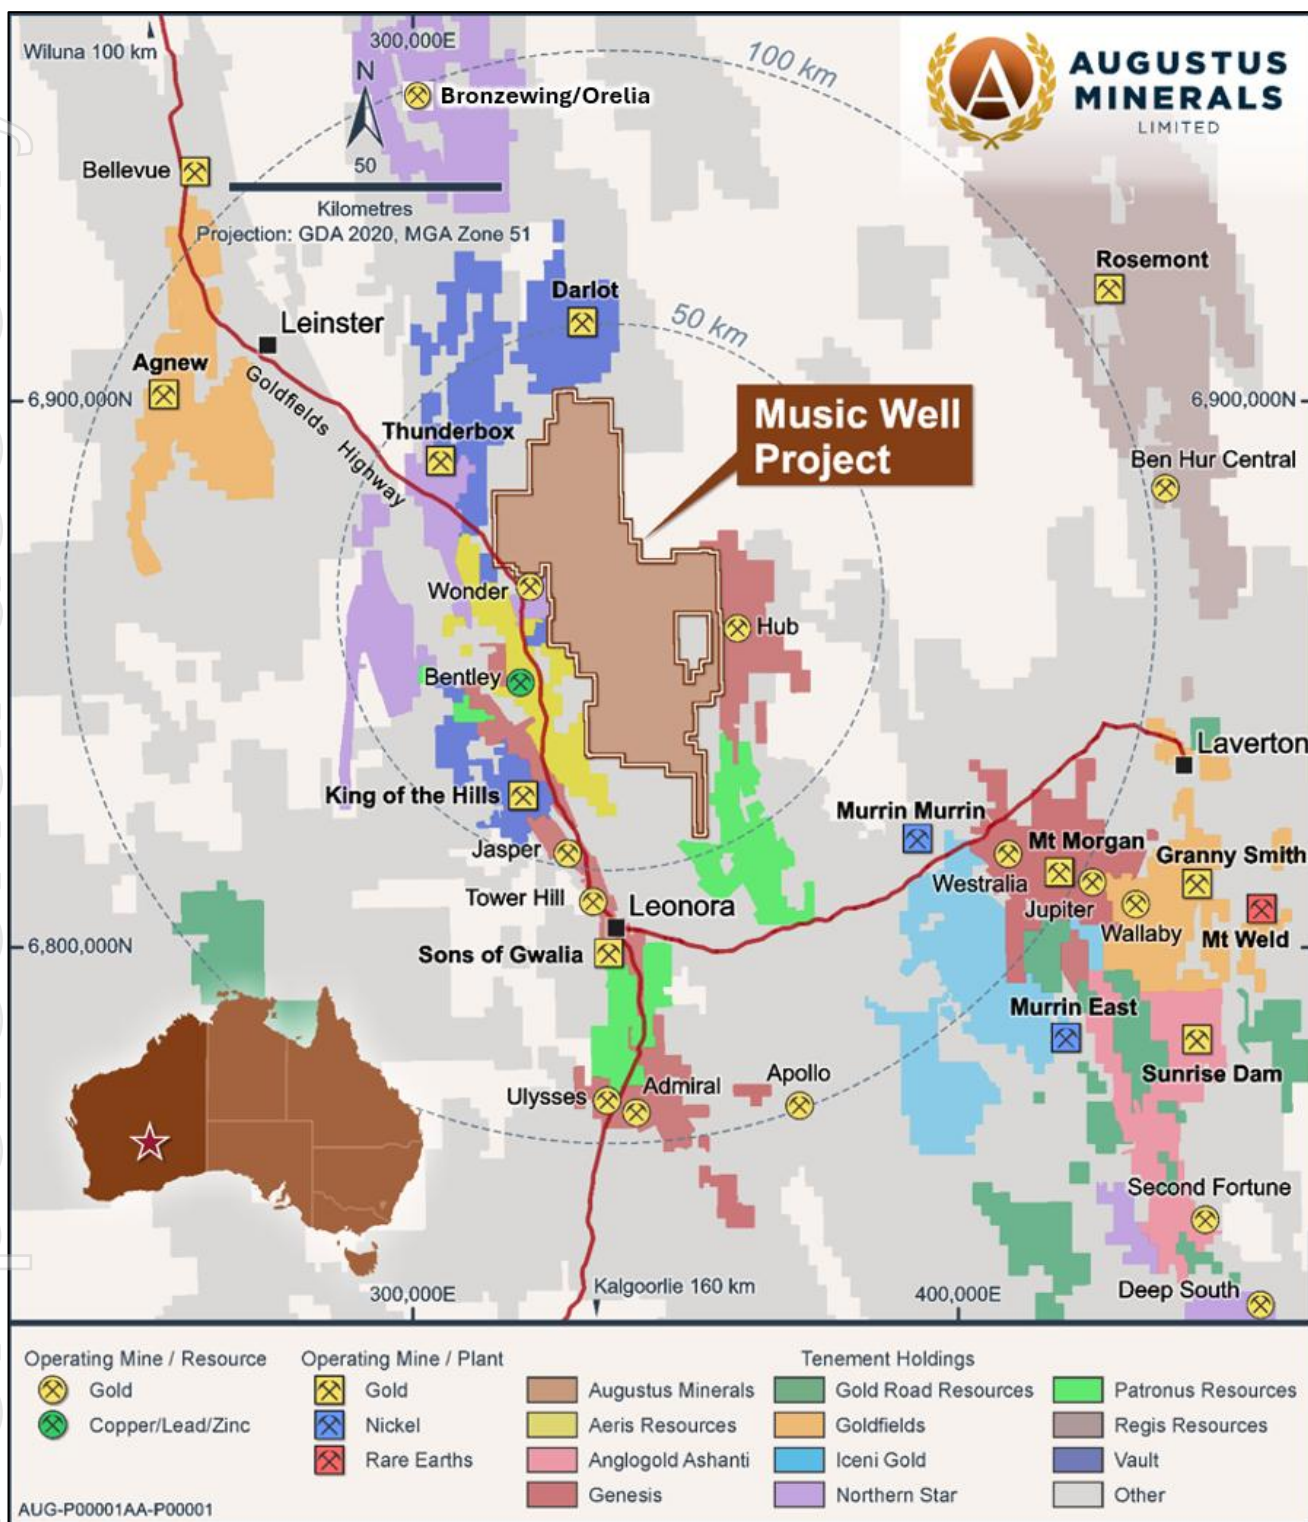 Wiluna 100 km
300,000E
100 km
AUGUSTUS
MINERALS
LIMITED
N
Bronzewing/Orelia
50
Kilometres
Projection: GDA 2020, MGA Zone 51
Bellevue
Rosemont
Darlot
50 km
Leinster
Agnew
Goldfields Highway
6,900,000N
6,900,000N
Music Well
Project
Thunderbox
Ben Hur Central
Wonder
Hub
Bentley
Laverton
King of the Hills
Murrin Murrin
Jasper
Mt Morgan
Granny Smith
Westralia
Tower Hill
Leonora
Jupiter
Wallaby
Mt Weld
6,800,000N
Sons of Gwalia
Murrin East
Sunrise Dam
Ulysses
Admiral
Apollo
Second Fortune
Deep South
300,000E
Kalgoorlie 160 km
400,000E
Operating Mine / Resource
Gold
Copper/Lead/Zinc
Operating Mine / Plant
Gold
Nickel
Rare Earths
Tenement Holdings
Augustus Minerals
Aeris Resources
Anglogold Ashanti
Genesis
Gold Road Resources
Goldfields
Iceni Gold
Northern Star
Patronus Resources
Regis Resources
Vault
Other
AUG-P00001AA-P00001